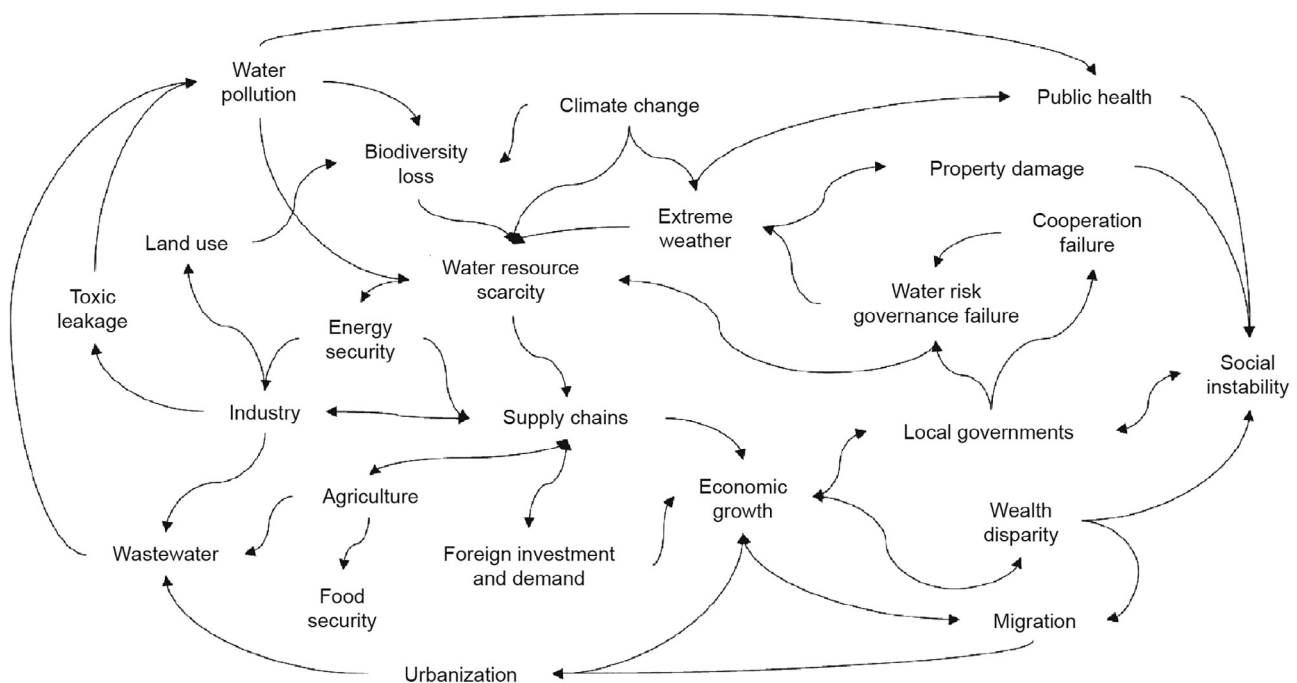 Water
pollution
Climate change
Public health
Biodiversity
loss
Property damage
Extreme
weather
Cooperation
failure
Land use
Water resource
scarcity
Water risk
governance failure
Toxic
leakage
Energy
security
Social
instability
Industry
Supply chains
Local governments
Agriculture
Economic
growth
Wealth
disparity
Wastewater
Foreign investment
and demand
Food
security
Migration
Urbanization